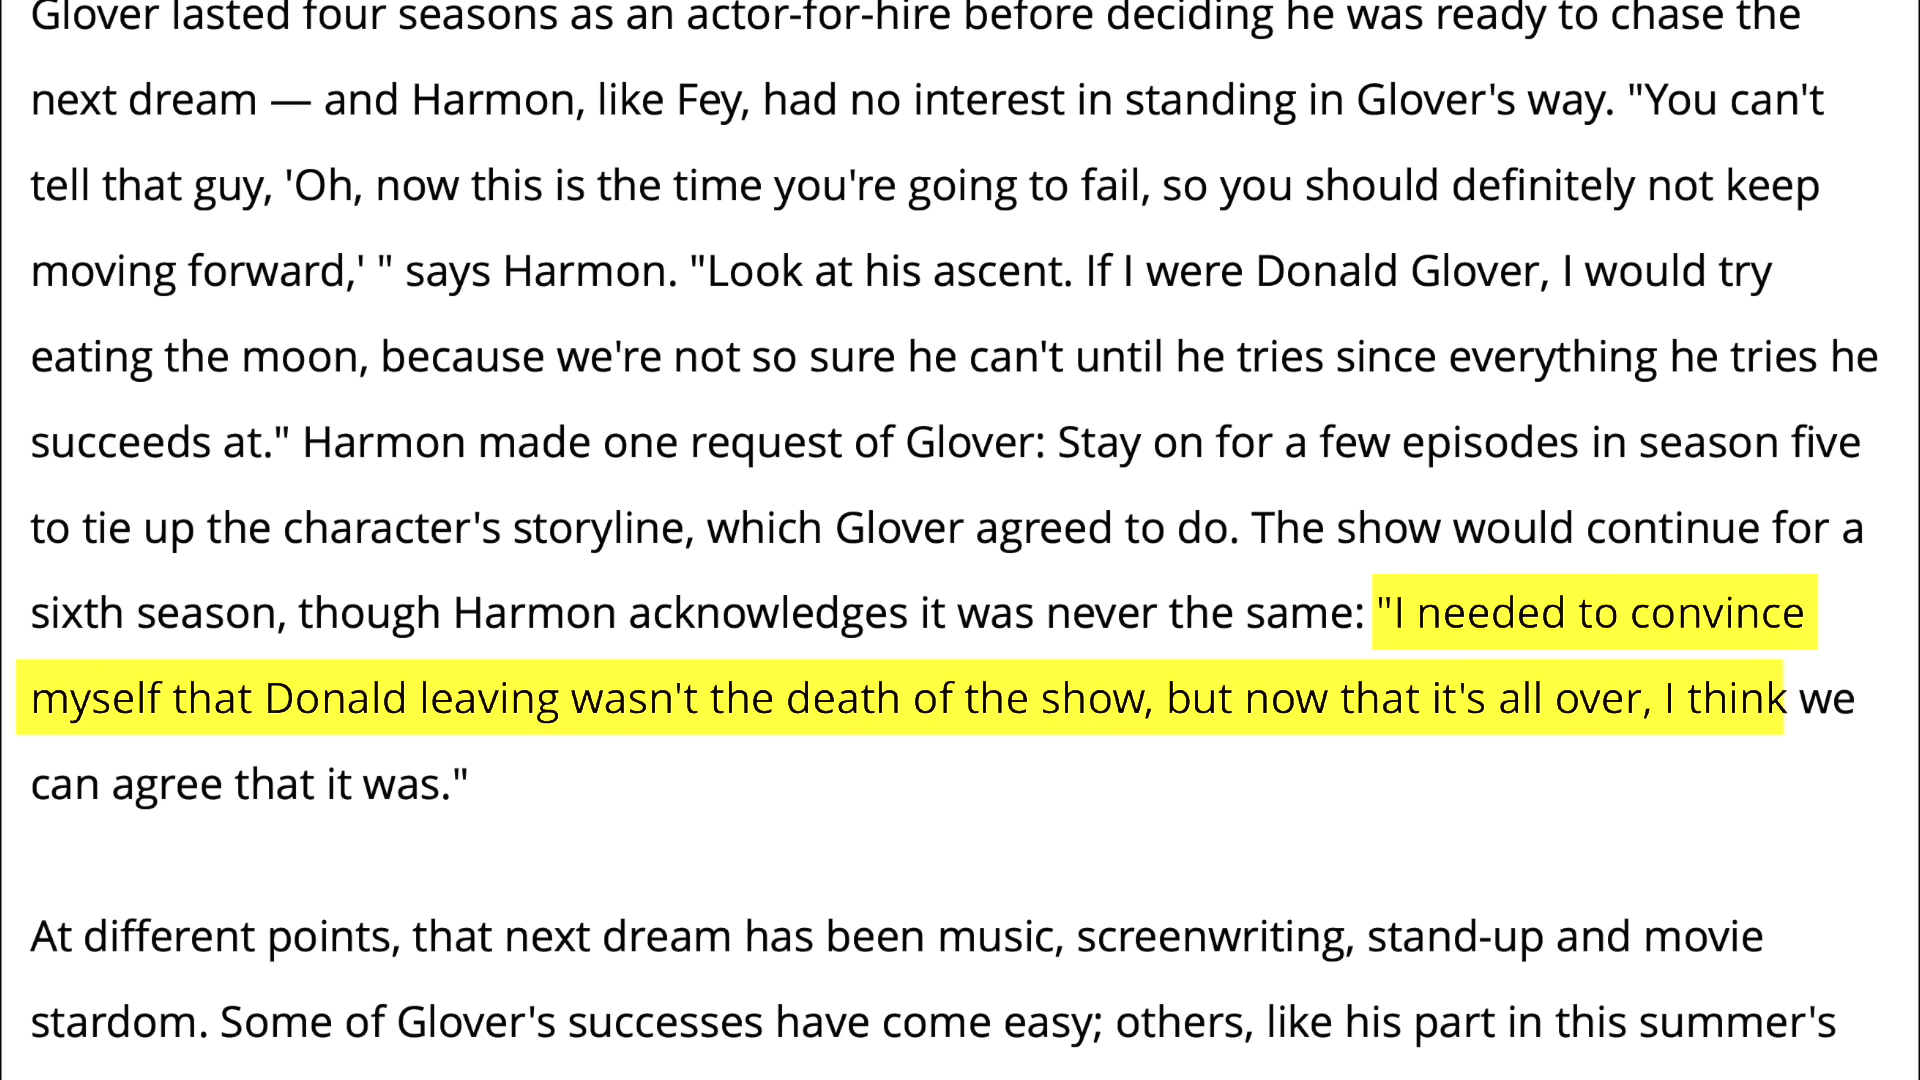 Glover lasted four seasons as an actor-for-hire before deciding he was ready to chase the
next dream — and Harmon, like Fey, had no interest in standing in Glover's way. "You can't
tell that guy, 'Oh, now this is the time you're going to fail, so you should definitely not keep
moving forward,' " says Harmon. "Look at his ascent. If I were Donald Glover, I would try
eating the moon, because we're not so sure he can't until he tries since everything he tries he
succeeds at." Harmon made one request of Glover: Stay on for a few episodes in season five
to tie up the character's storyline, which Glover agreed to do. The show would continue for a
sixth season, though Harmon acknowledges it was never the same: "I needed to convince
myself that Donald leaving wasn't the death of the show, but now that it's all over, I think we
can agree that it was."
At different points, that next dream has been music, screenwriting, stand-up and movie
stardom. Some of Glover's successes have come easy; others, like his part in this summer's